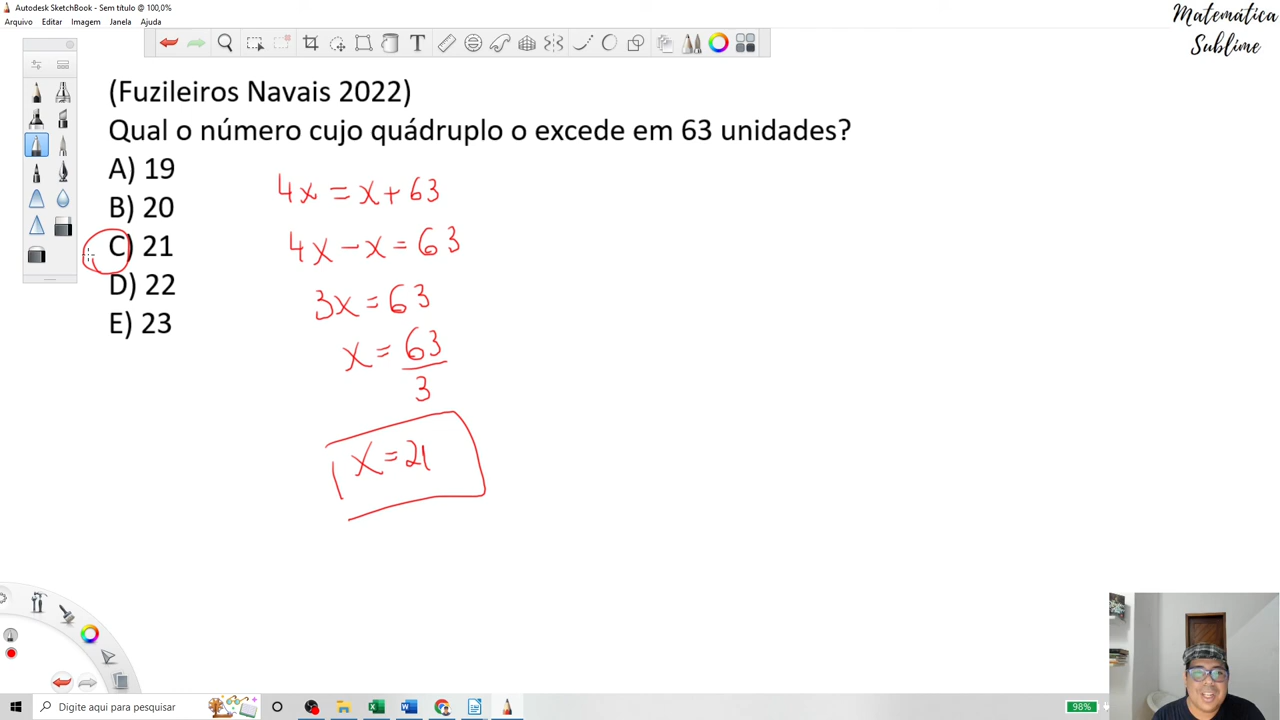 Autodesk SketchBook - Sem título @ 100,0%
Arquivo Editar Imagem Janela Ajuda
Matemática
Sublime
(Fuzileiros Navais 2022)
Qual o número cujo quádruplo o excede em 63 unidades?
A) 19
B) 20
C) 21
D) 22
E) 23
4x = x + 63
4x - x = 63
3x = 63
x = 63
3
x = 21
Digite aqui para pesquisar
98%